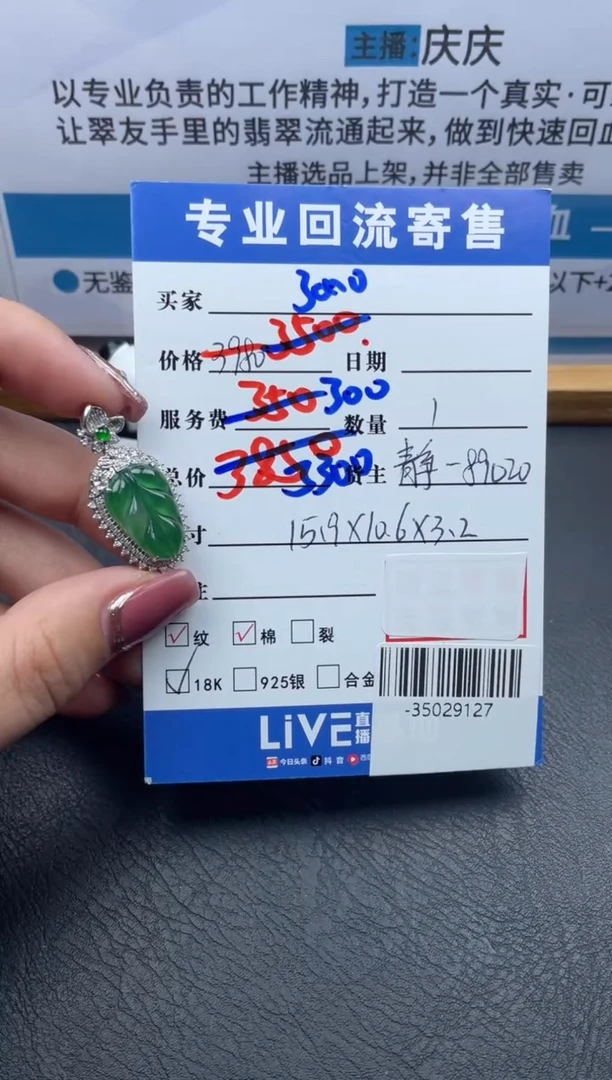 主播:庆庆
以专业负责的工作精神,打造一个真实·可
让翠友手里的翡翠流通起来,做到快速回血
主播选品上架,并非全部售卖
血 一
无鉴
以下+2
专业回流寄售
买家 3000
价格 3980 3500 日期
服务费 350 300 数量 1
总价 3850 3300 货主 静-89020
寸 15.9X10.6X3.2
主
纹 棉 裂
18K 925银 合金
-35029127
LiVE 直播
今日头条 抖音